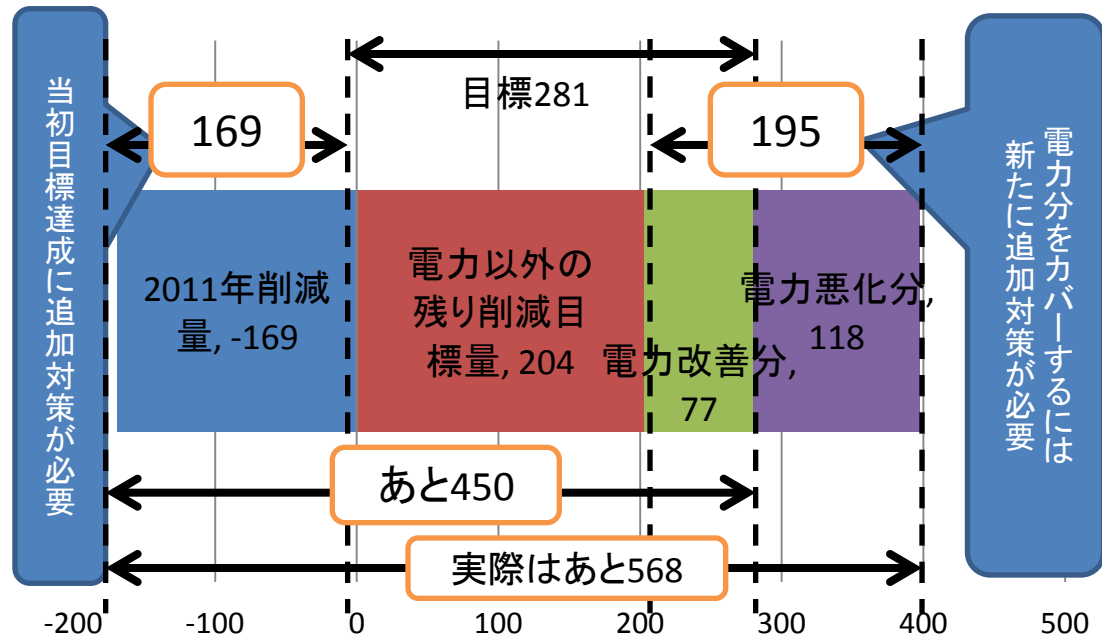 当初目標達成に追加対策が必要
169
目標281
195
電力分をカバーするには
新たに追加対策が必要
2011年削減
量, -169
電力以外の
残り削減目
標量, 204
電力改善分,
77
電力悪化分,
118
あと450
実際はあと568
-200 -100 0 100 200 300 400 500